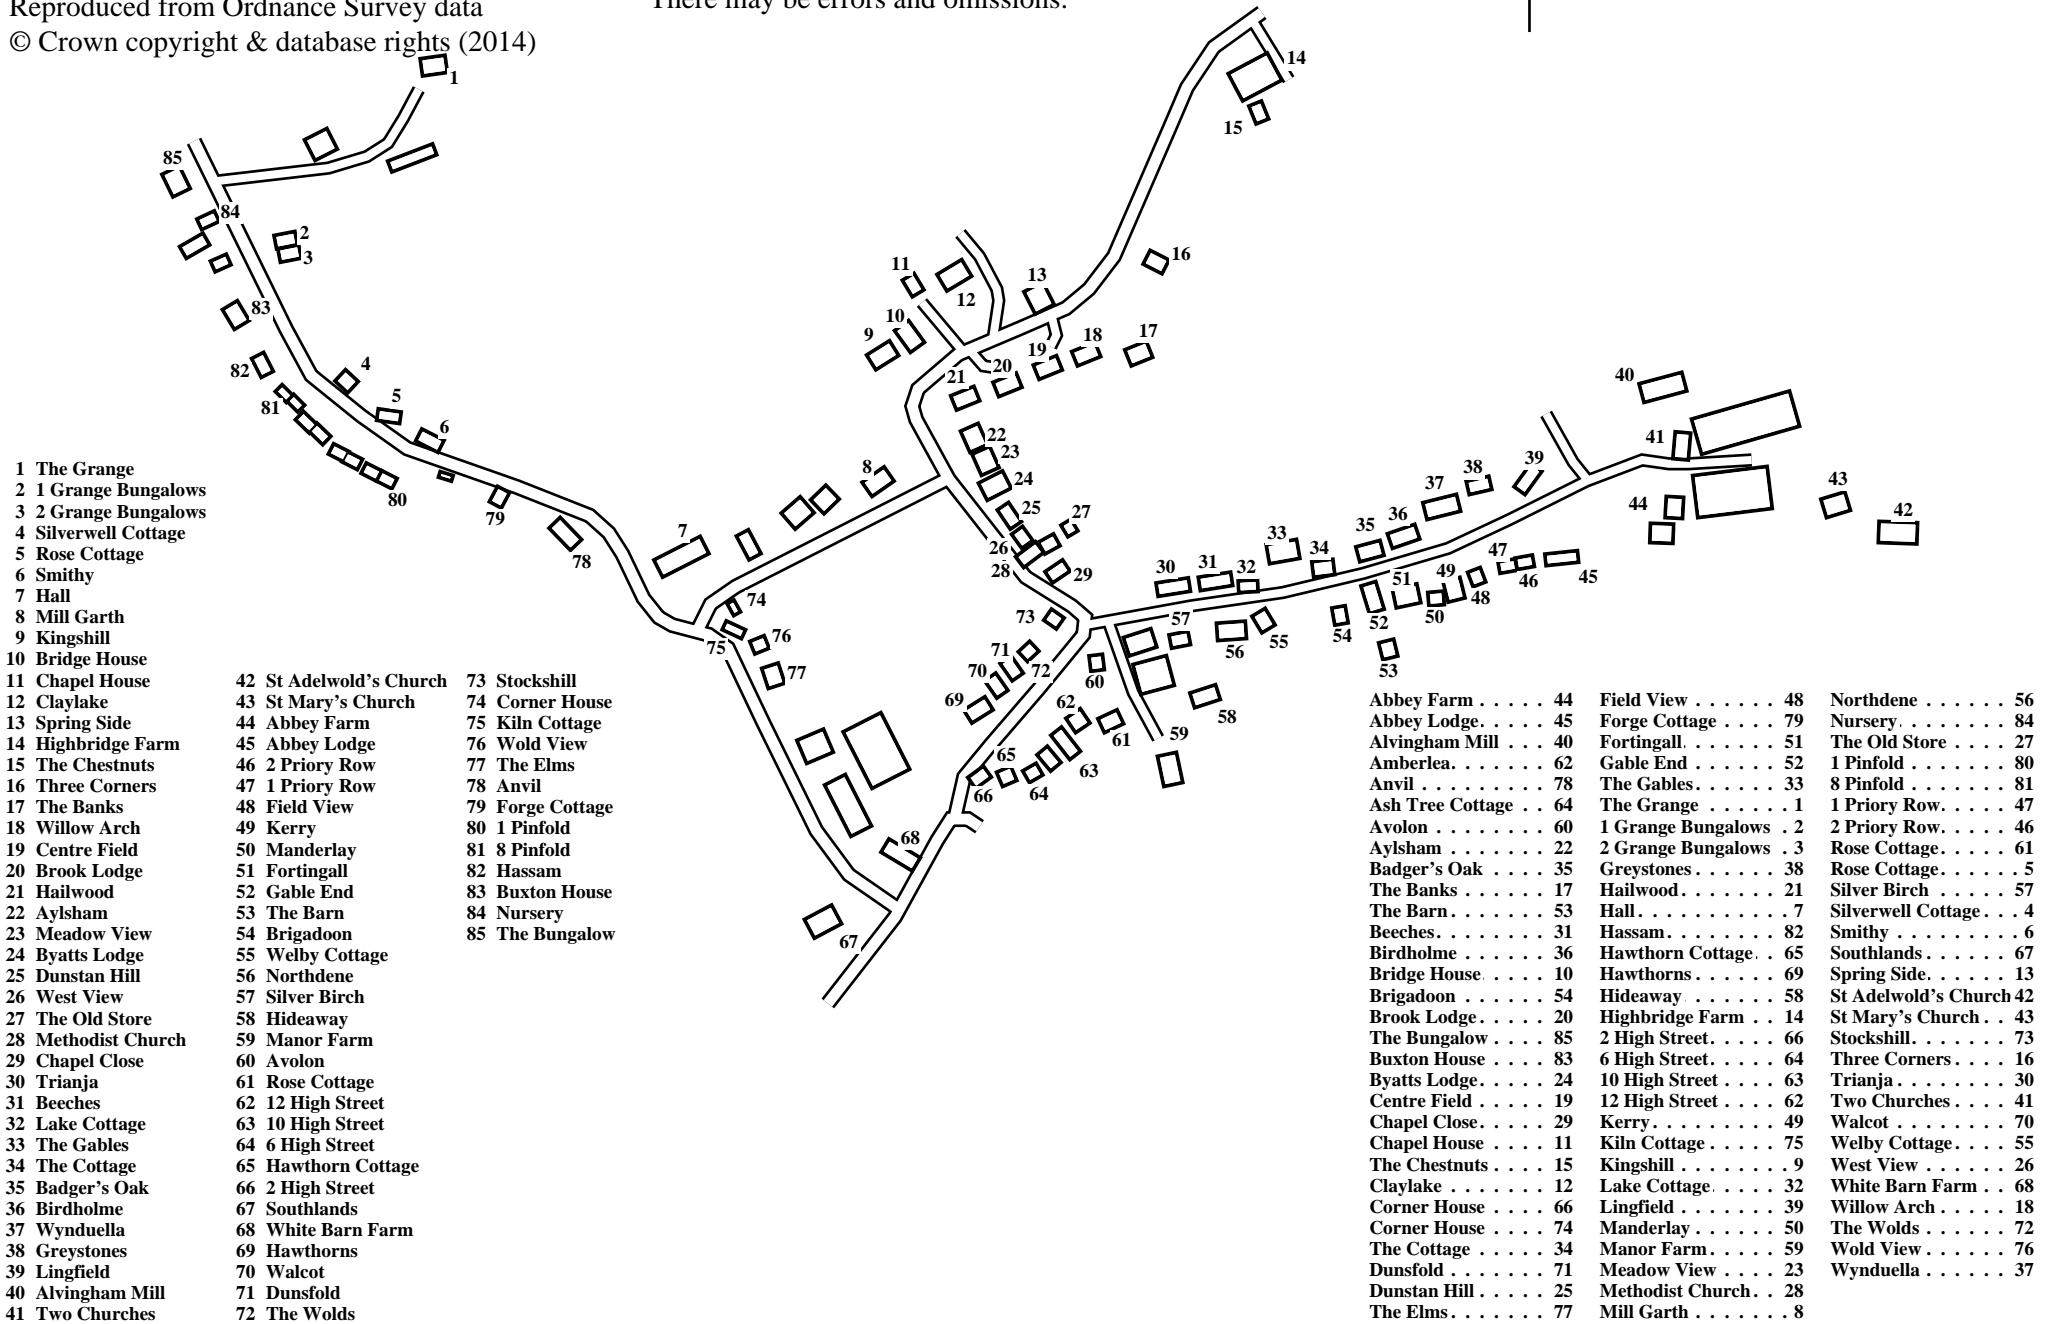 Reproduced from Ordnance Survey data
© Crown copyright & database rights (2014)
There may be errors and omissions.
1 The Grange
2 1 Grange Bungalows
3 2 Grange Bungalows
4 Silverwell Cottage
5 Rose Cottage
6 Smithy
7 Hall
8 Mill Garth
9 Kingshill
10 Bridge House
11 Chapel House
12 Claylake
13 Spring Side
14 Highbridge Farm
15 The Chestnuts
16 Three Corners
17 The Banks
18 Willow Arch
19 Centre Field
20 Brook Lodge
21 Hailwood
22 Aylsham
23 Meadow View
24 Byatts Lodge
25 Dunstan Hill
26 West View
27 The Old Store
28 Methodist Church
29 Chapel Close
30 Trianja
31 Beeches
32 Lake Cottage
33 The Gables
34 The Cottage
35 Badger's Oak
36 Birdholme
37 Wynduella
38 Greystones
39 Lingfield
40 Alvingham Mill
41 Two Churches
42 St Adelwold's Church
43 St Mary's Church
44 Abbey Farm
45 Abbey Lodge
46 2 Priory Row
47 1 Priory Row
48 Field View
49 Kerry
50 Manderlay
51 Fortingall
52 Gable End
53 The Barn
54 Brigadoon
55 Welby Cottage
56 Northdene
57 Silver Birch
58 Hideaway
59 Manor Farm
60 Avolon
61 Rose Cottage
62 12 High Street
63 10 High Street
64 6 High Street
65 Hawthorn Cottage
66 2 High Street
67 Southlands
68 White Barn Farm
69 Hawthorns
70 Walcot
71 Dunsfold
72 The Wolds
73 Stockshill
74 Corner House
75 Kiln Cottage
76 Wold View
77 The Elms
78 Anvil
79 Forge Cottage
80 1 Pinfold
81 8 Pinfold
82 Hassam
83 Buxton House
84 Nursery
85 The Bungalow
Abbey Farm . . . . . 44
Abbey Lodge. . . . . 45
Alvingham Mill . . . 40
Amberlea. . . . . . . 62
Anvil . . . . . . . . 78
Ash Tree Cottage . . 64
Avolon . . . . . . . 60
Aylsham . . . . . . 22
Badger's Oak . . . . 35
The Banks . . . . . 17
The Barn. . . . . . . 53
Beeches. . . . . . . . 31
Birdholme . . . . . . 36
Bridge House. . . . . 10
Brigadoon . . . . . . 54
Brook Lodge. . . . . 20
The Bungalow . . . . 85
Buxton House . . . . 83
Byatts Lodge. . . . . 24
Centre Field . . . . . 19
Chapel Close. . . . . 29
Chapel House . . . . 11
The Chestnuts . . . . 15
Claylake . . . . . . . 12
Corner House . . . . 66
Corner House . . . . 74
The Cottage . . . . . 34
Dunsfold . . . . . . . 71
Dunstan Hill . . . . . 25
The Elms. . . . . . . 77
Field View . . . . . . 48
Forge Cottage . . . . 79
Fortingall. . . . . . . 51
Gable End . . . . . . 52
The Gables. . . . . . 33
The Grange . . . . . . 1
1 Grange Bungalows . 2
2 Grange Bungalows . 3
Greystones . . . . . 38
Hailwood. . . . . . . 21
Hall. . . . . . . . . . 7
Hassam. . . . . . . . 82
Hawthorn Cottage. . 65
Hawthorns . . . . . . 69
Hideaway . . . . . . 58
Highbridge Farm . . 14
2 High Street. . . . . 66
6 High Street. . . . . 64
10 High Street . . . . 63
12 High Street . . . . 62
Kerry. . . . . . . . . 49
Kiln Cottage . . . . . 75
Kingshill . . . . . . . 9
Lake Cottage. . . . . 32
Lingfield . . . . . . . 39
Manderlay . . . . . . 50
Manor Farm. . . . . 59
Meadow View . . . . 23
Methodist Church. . 28
Mill Garth . . . . . . 8
Northdene . . . . . . 56
Nursery. . . . . . . . 84
The Old Store . . . . 27
1 Pinfold . . . . . . . 80
8 Pinfold . . . . . . . 81
1 Priory Row. . . . . 47
2 Priory Row. . . . . 46
Rose Cottage. . . . . 61
Rose Cottage. . . . . 5
Silver Birch . . . . . 57
Silverwell Cottage . . . 4
Smithy . . . . . . . . 6
Southlands . . . . . . 67
Spring Side. . . . . . 13
St Adelwold's Church 42
St Mary's Church . . 43
Stockshill. . . . . . . 73
Three Corners . . . . 16
Trianja . . . . . . . . 30
Two Churches . . . . 41
Walcot . . . . . . . . 70
Welby Cottage. . . . 55
West View . . . . . . 26
White Barn Farm . . 68
Willow Arch . . . . . 18
The Wolds . . . . . . 72
Wold View . . . . . . 76
Wynduella . . . . . . 37